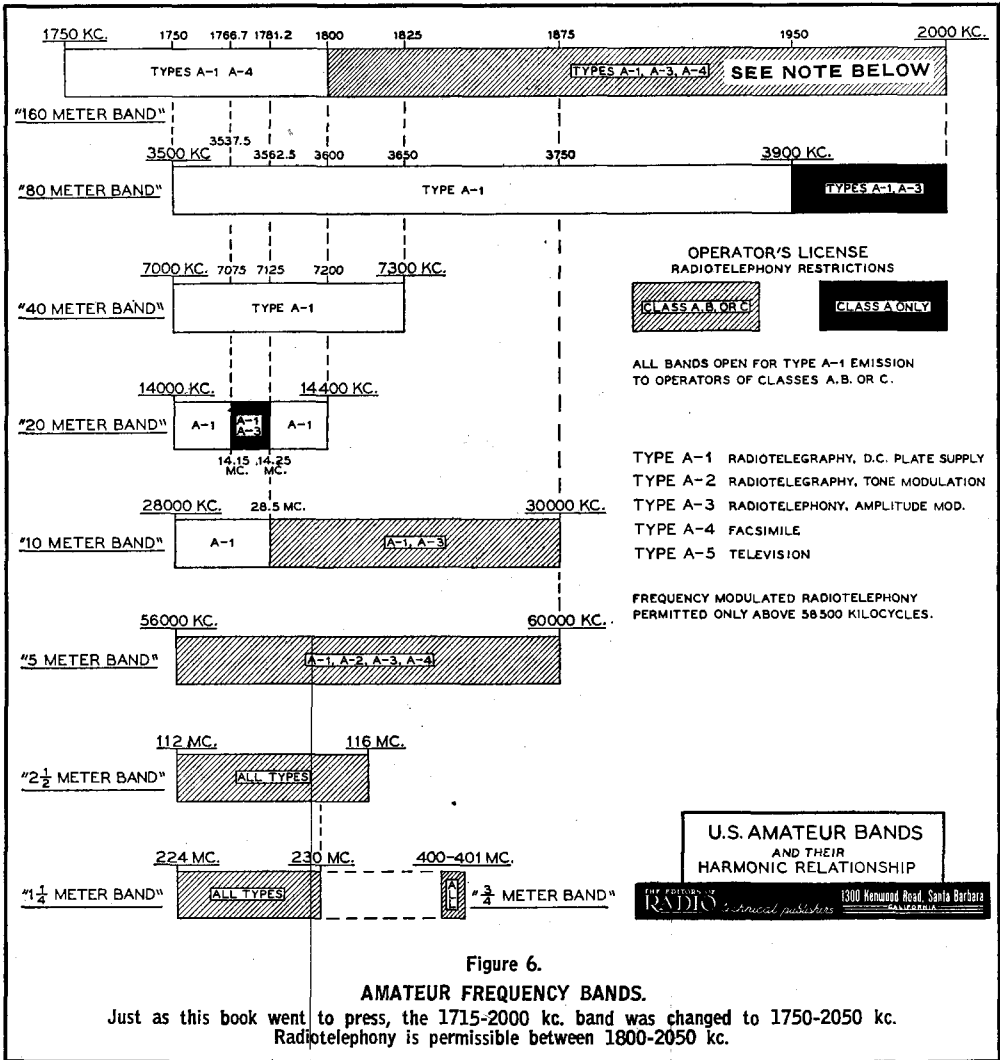 1750 KC. 1750 1766.7 1781.2 1800 1825 1875 1950 2000 KC.
TYPES A-1 A-4
TYPES A-1, A-3, A-4
SEE NOTE BELOW
"160 METER BAND"
3537.5
3500 KC 3562.5 3600 3650 3750 3900 KC.
"80 METER BAND"
TYPE A-1
TYPES A-1, A-3
7000 KC. 7075 7125 7200 7300 KC.
"40 METER BAND"
TYPE A-1
OPERATOR'S LICENSE
RADIOTELEPHONY RESTRICTIONS
CLASS A, B, OR C
CLASS A ONLY
ALL BANDS OPEN FOR TYPE A-1 EMISSION
TO OPERATORS OF CLASSES A. B. OR C.
14000 KC. 14400 KC.
"20 METER BAND"
A-1
A-1
A-3
A-1
14.15 14.25
MC. MC.
TYPE A-1 RADIOTELEGRAPHY, D.C. PLATE SUPPLY
TYPE A-2 RADIOTELEGRAPHY, TONE MODULATION
TYPE A-3 RADIOTELEPHONY, AMPLITUDE MOD.
TYPE A-4 FACSIMILE
TYPE A-5 TELEVISION
28000 KC. 28.5 MC. 30000 KC.
"10 METER BAND"
A-1
A-1, A-3
FREQUENCY MODULATED RADIOTELEPHONY
PERMITTED ONLY ABOVE 58500 KILOCYCLES.
56000 KC. 60000 KC.
"5 METER BAND"
A-1, A-2, A-3, A-4
112 MC. 116 MC.
"2½ METER BAND"
ALL TYPES
224 MC. 230 MC. 400-401 MC.
"1¼ METER BAND"
ALL TYPES
ALL
"¾ METER BAND"
U.S. AMATEUR BANDS
AND THEIR
HARMONIC RELATIONSHIP
THE EDITORS OF
RADIO technical publishers 1300 Kenwood Road, Santa Barbara
CALIFORNIA
Figure 6.
AMATEUR FREQUENCY BANDS.
Just as this book went to press, the 1715-2000 kc. band was changed to 1750-2050 kc.
Radiotelephony is permissible between 1800-2050 kc.